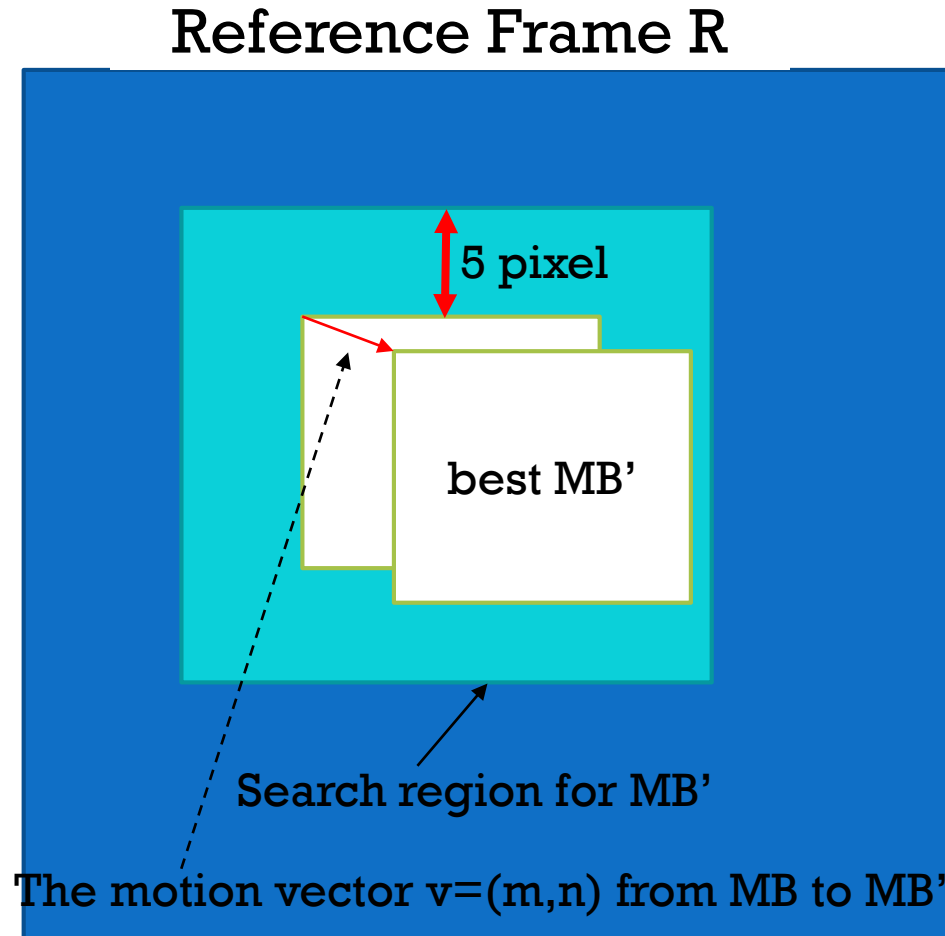 Reference Frame R
5 pixel
best MB’
Search region for MB’
The motion vector v=(m,n) from MB to MB’